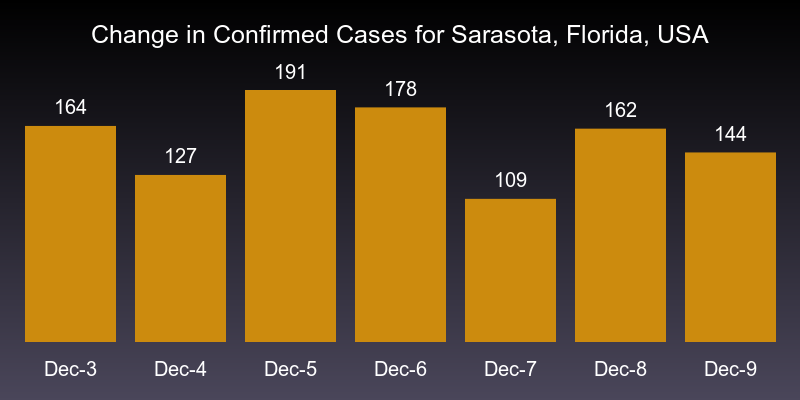 Change in Confirmed Cases for Sarasota, Florida, USA
164
127
191
178
109
162
144
Dec-3
Dec-4
Dec-5
Dec-6
Dec-7
Dec-8
Dec-9